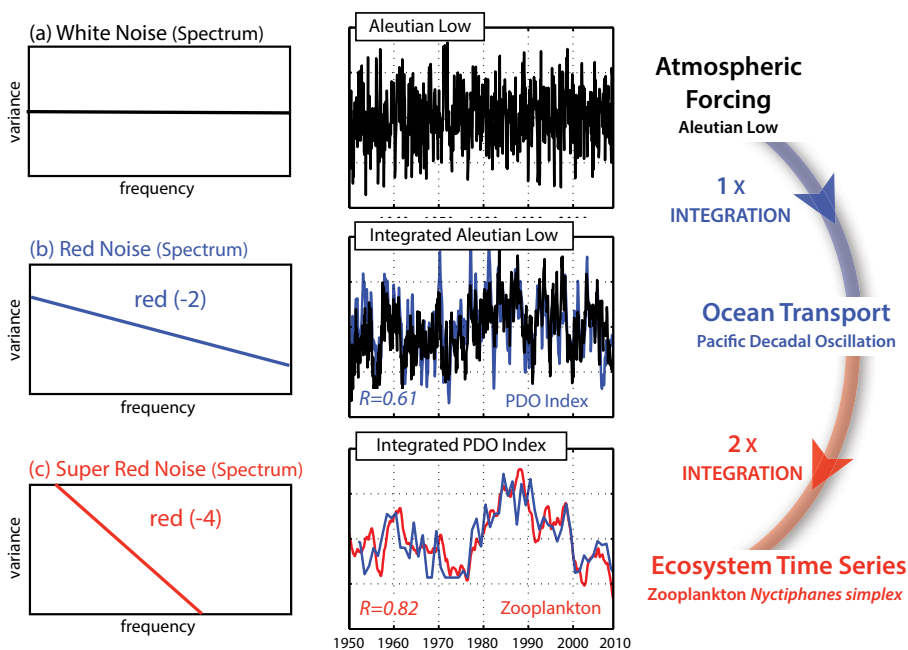 (a) White Noise (Spectrum)
variance
frequency
Aleutian Low
Atmospheric
Forcing
Aleutian Low
1 x
INTEGRATION
(b) Red Noise (Spectrum)
red (-2)
variance
frequency
Integrated Aleutian Low
R=0.61
PDO Index
Ocean Transport
Pacific Decadal Oscillation
2 x
INTEGRATION
(c) Super Red Noise (Spectrum)
red (-4)
variance
frequency
Integrated PDO Index
R=0.82
Zooplankton
1950 1960 1970 1980 1990 2000 2010
Ecosystem Time Series
Zooplankton Nyctiphanes simplex